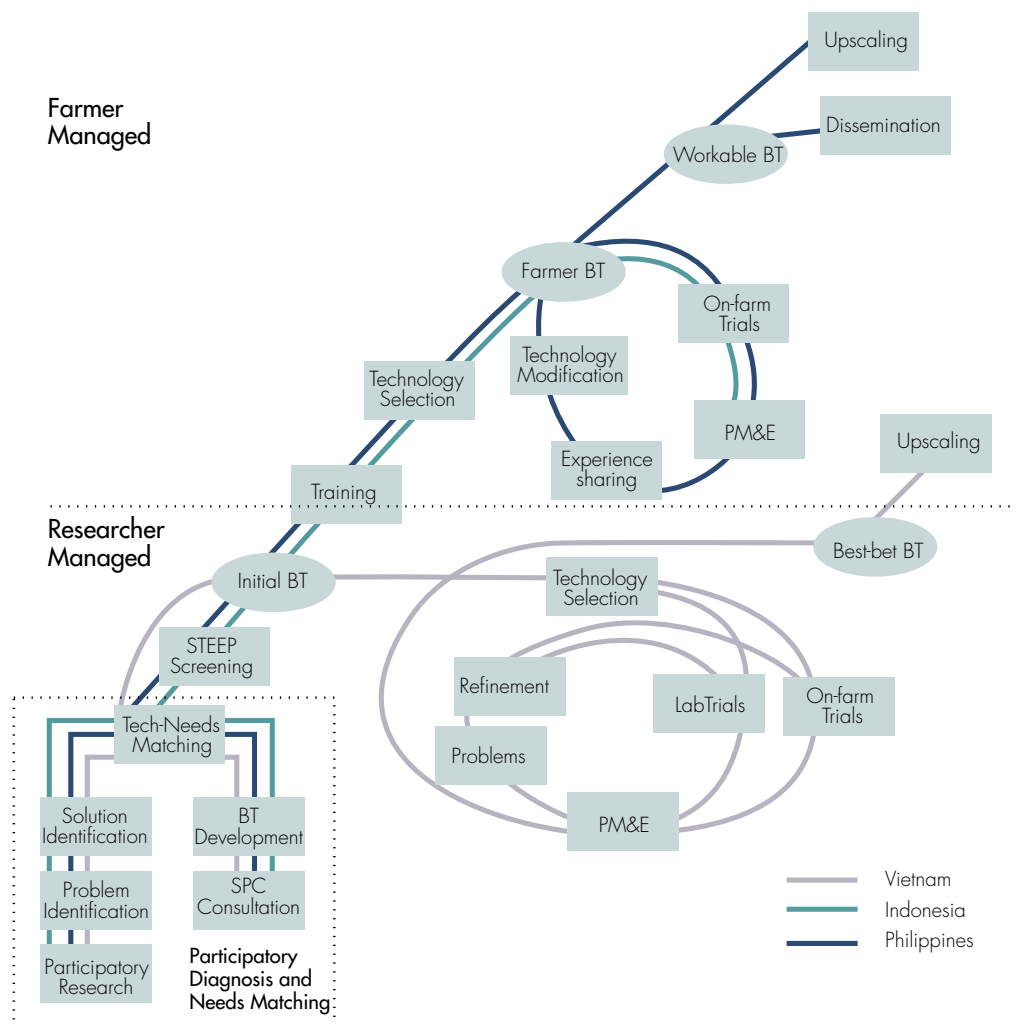 Upscaling
Farmer
Managed
Dissemination
Workable BT
Farmer BT
On-farm
Trials
Technology
Modification
Technology
Selection
PM&E
Upscaling
Experience
sharing
Training
Researcher
Managed
Best-bet BT
Initial BT
Technology
Selection
STEEP
Screening
Refinement
LabTrials
On-farm
Trials
Tech-Needs
Matching
Problems
Solution
Identification
BT
Development
PM&E
Problem
Identification
SPC
Consultation
Vietnam
Indonesia
Philippines
Participatory
Research
Participatory
Diagnosis and
Needs Matching